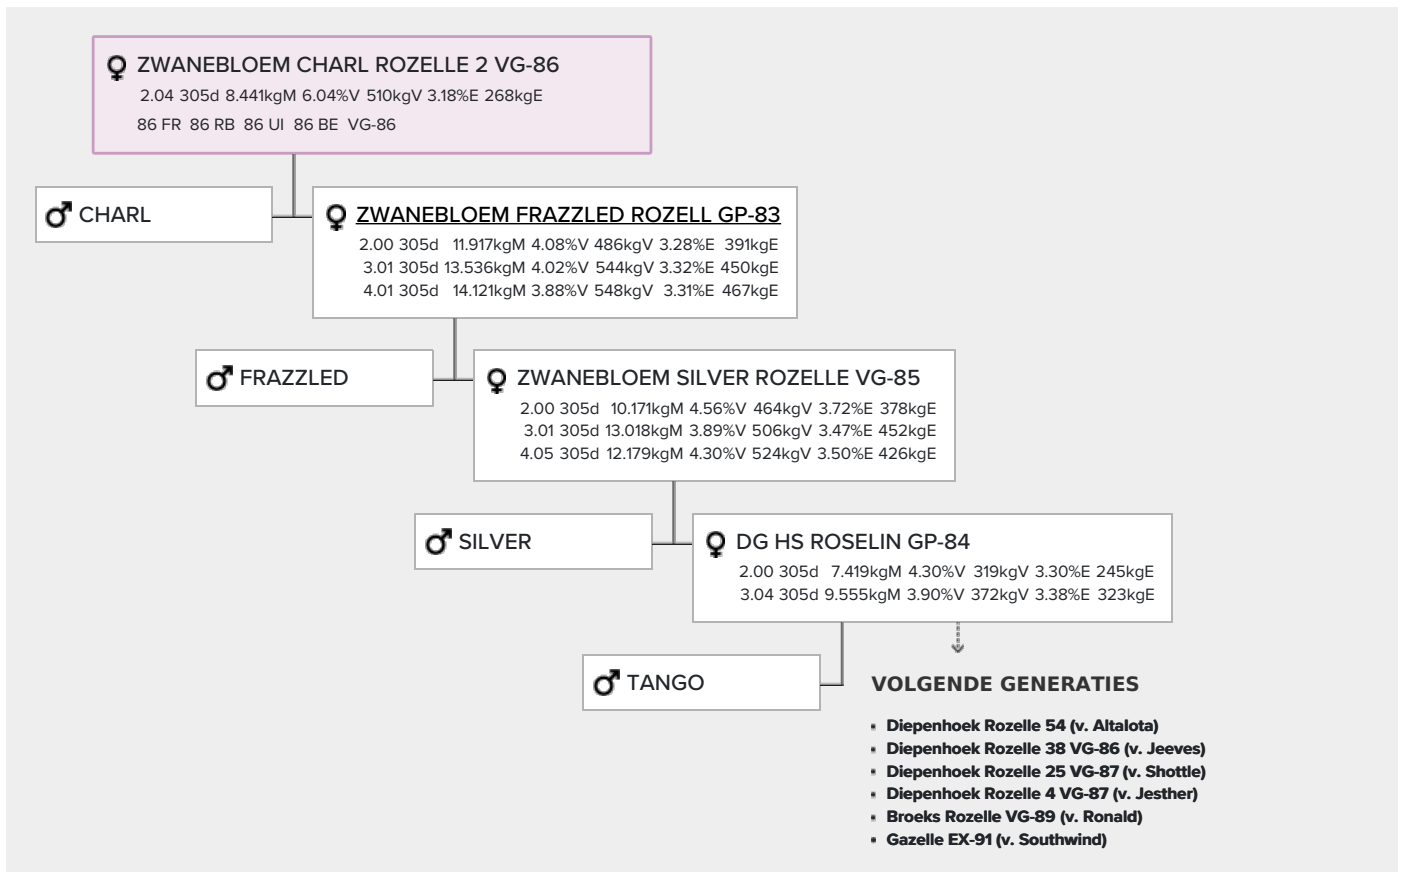 ZWANEBLOEM CHARL ROZELLE 2 VG-86
2.04 305d 8.441kgM 6.04%V 510kgV 3.18%E 268kgE
86 FR 86 RB 86 UI 86 BE VG-86
CHARL
ZWANEBLOEM FRAZZLED ROZELL GP-83
2.00 305d 11.917kgM 4.08%V 486kgV 3.28%E 391kgE
3.01 305d 13.536kgM 4.02%V 544kgV 3.32%E 450kgE
4.01 305d 14.121kgM 3.88%V 548kgV 3.31%E 467kgE
FRAZZLED
ZWANEBLOEM SILVER ROZELLE VG-85
2.00 305d 10.171kgM 4.56%V 464kgV 3.72%E 378kgE
3.01 305d 13.018kgM 3.89%V 506kgV 3.47%E 452kgE
4.05 305d 12.179kgM 4.30%V 524kgV 3.50%E 426kgE
SILVER
DG HS ROSELIN GP-84
2.00 305d 7.419kgM 4.30%V 319kgV 3.30%E 245kgE
3.04 305d 9.555kgM 3.90%V 372kgV 3.38%E 323kgE
TANGO
VOLGENDE GENERATIES
Diepenhoek Rozelle 54 (v. Altalota)
Diepenhoek Rozelle 38 VG-86 (v. Jeeves)
Diepenhoek Rozelle 25 VG-87 (v. Shottle)
Diepenhoek Rozelle 4 VG-87 (v. Jesther)
Broeks Rozelle VG-89 (v. Ronald)
Gazelle EX-91 (v. Southwind)